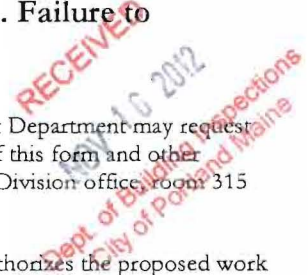 . Failure to
RECEIVED
NOV 16 2012
Dept. of Building Inspections
City of Portland Maine
Department may request
f this form and other
Division office, room 315
thorizes the proposed work